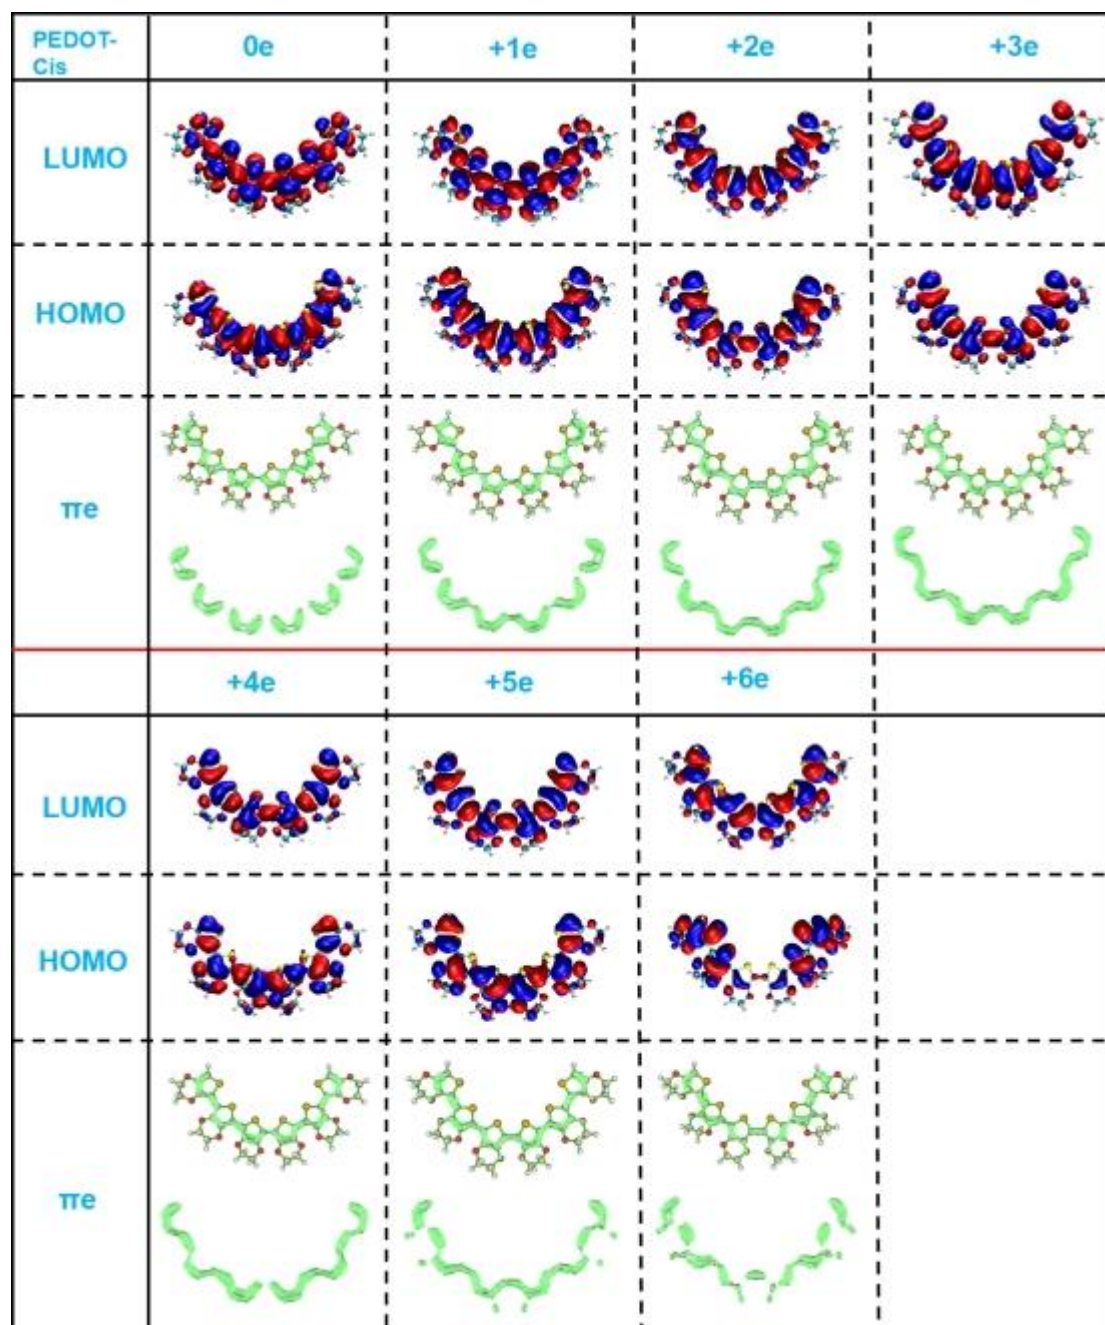 PEDOT-
Cis
0e
+1e
+2e
+3e
LUMO
HOMO
πe
+4e
+5e
+6e
LUMO
HOMO
πe